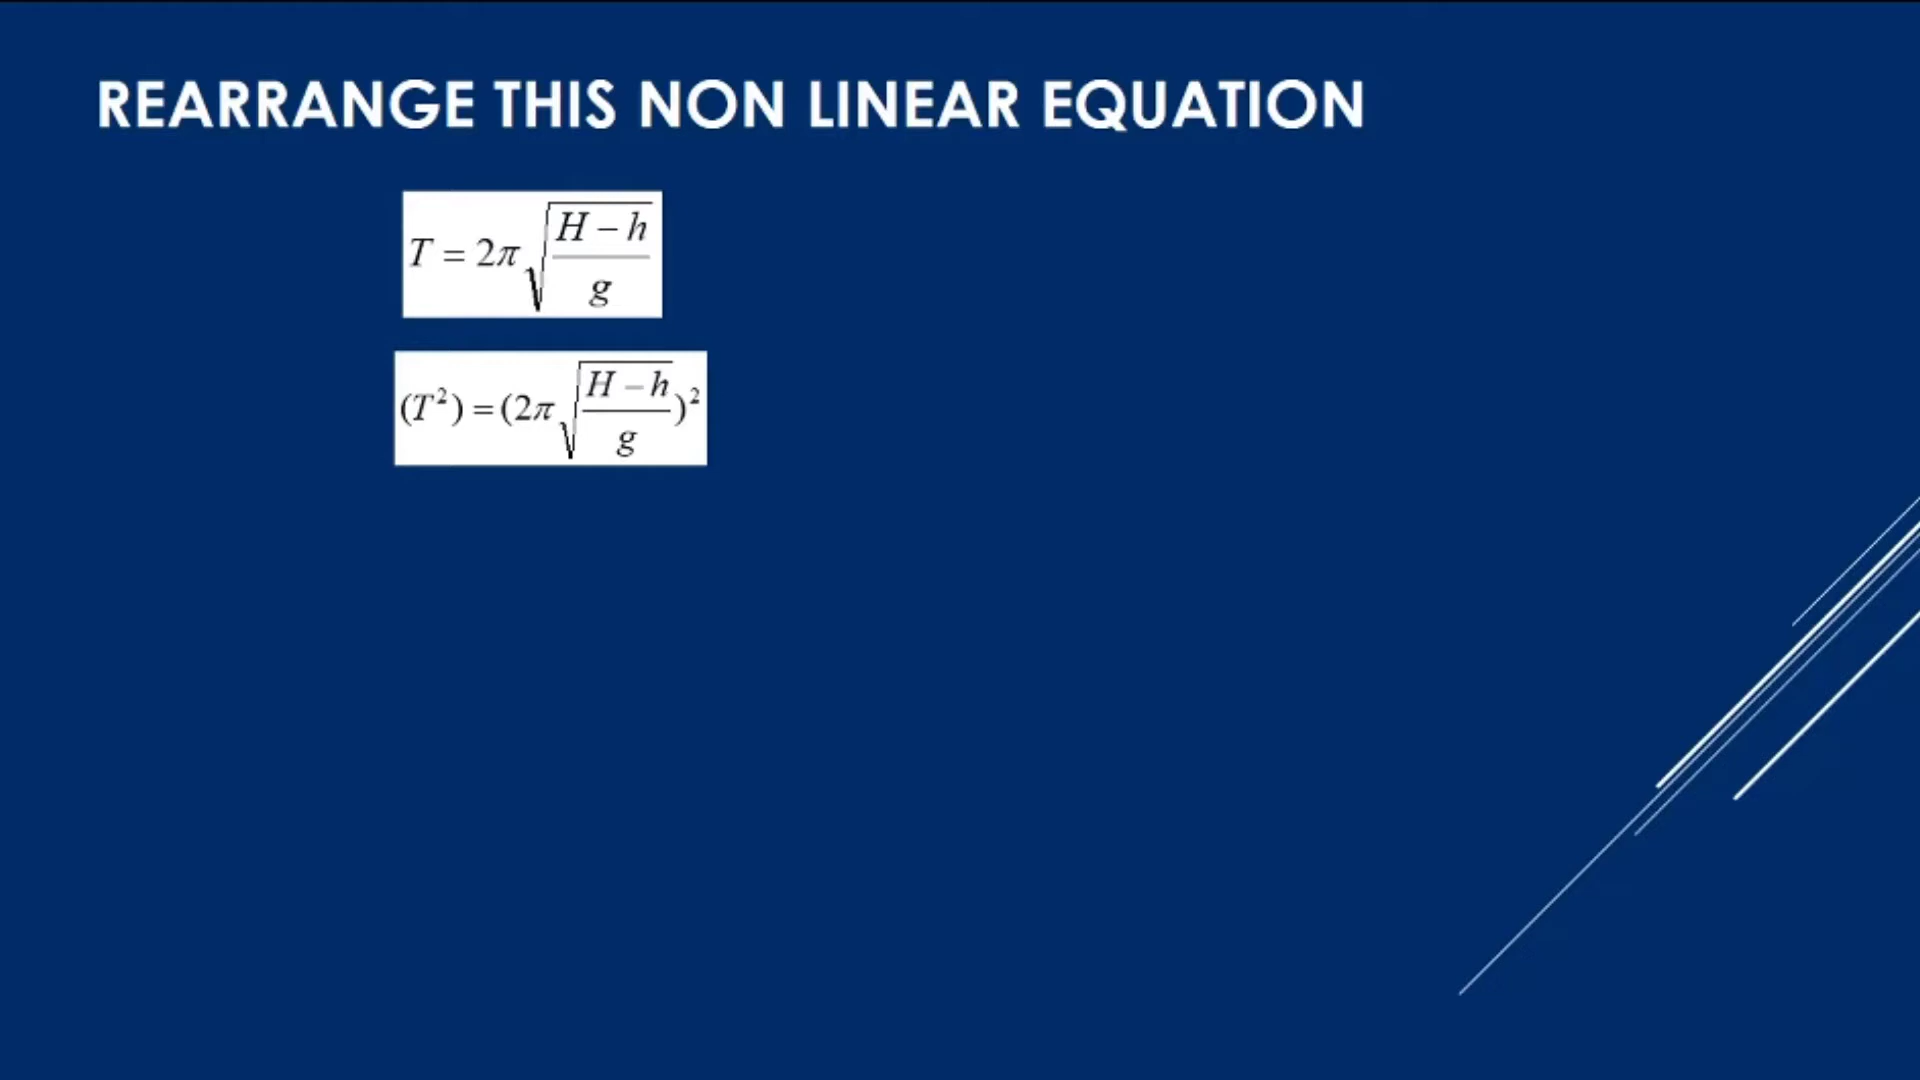 REARRANGE THIS NON LINEAR EQUATION
T = 2π√((H − h)/g)
(T²) = (2π√((H − h)/g))²